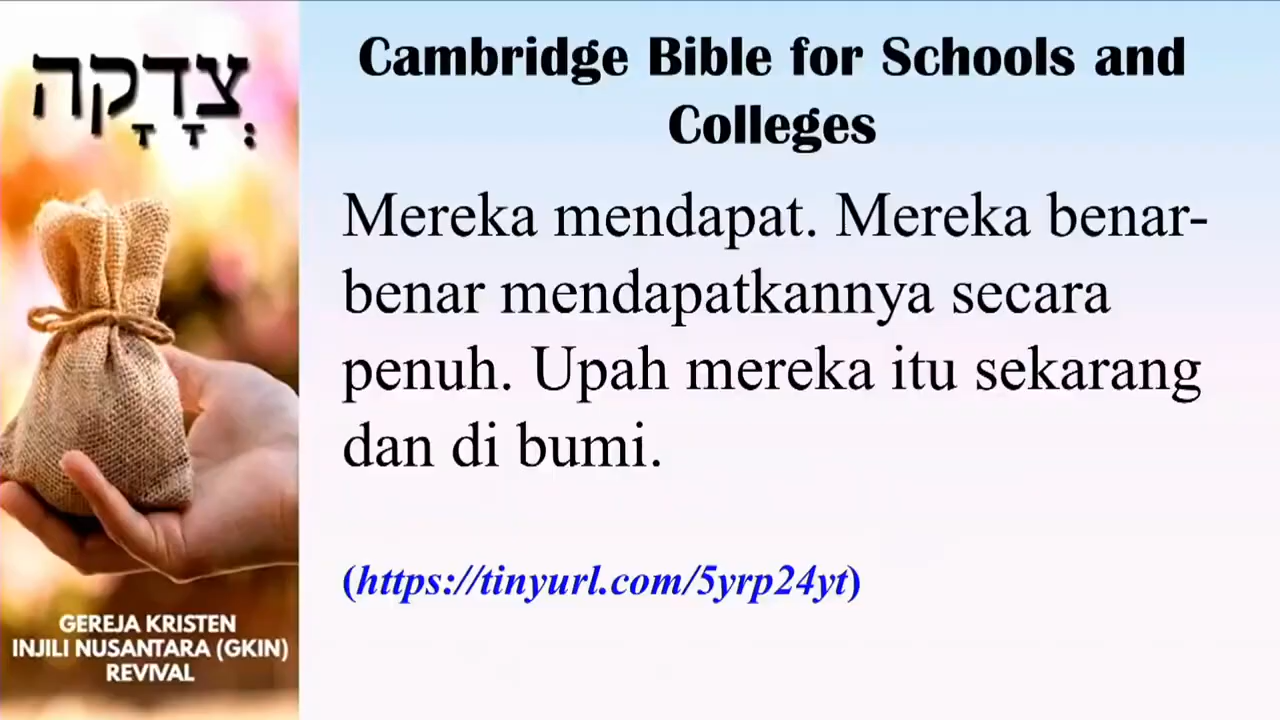 צְדָקָה
GEREJA KRISTEN
INJILI NUSANTARA (GKIN)
REVIVAL
Cambridge Bible for Schools and
Colleges
Mereka mendapat. Mereka benar-
benar mendapatkannya secara
penuh. Upah mereka itu sekarang
dan di bumi.
(https://tinyurl.com/5yrp24yt)